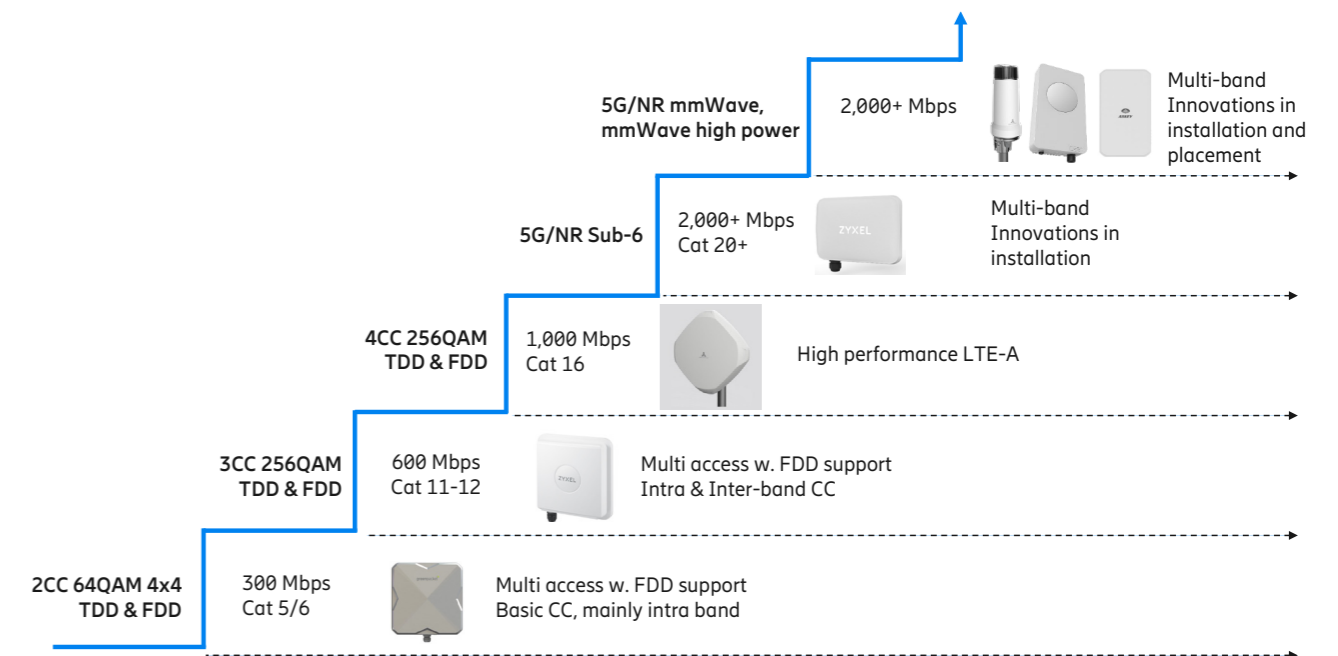 5G/NR mmWave,
mmWave high power
2,000+ Mbps
Multi-band
Innovations in
installation and
placement
5G/NR Sub-6
2,000+ Mbps
Cat 20+
ZYXEL
Multi-band
Innovations in
installation
4CC 256QAM
TDD & FDD
1,000 Mbps
Cat 16
High performance LTE-A
3CC 256QAM
TDD & FDD
600 Mbps
Cat 11-12
ZYXEL
Multi access w. FDD support
Intra & Inter-band CC
2CC 64QAM 4x4
TDD & FDD
300 Mbps
Cat 5/6
Multi access w. FDD support
Basic CC, mainly intra band